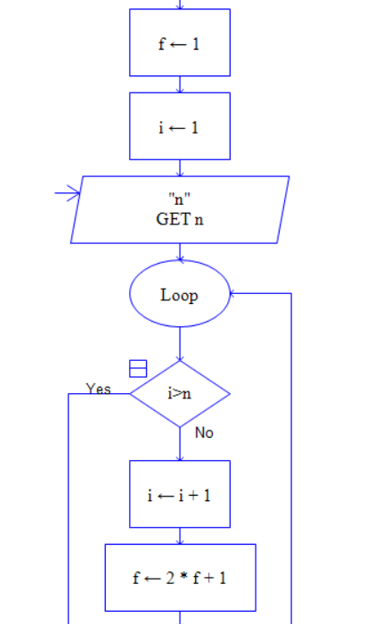 f ← 1
i ← 1
"n"
GET n
Loop
i>n
Yes
No
i ← i + 1
f ← 2 * f + 1